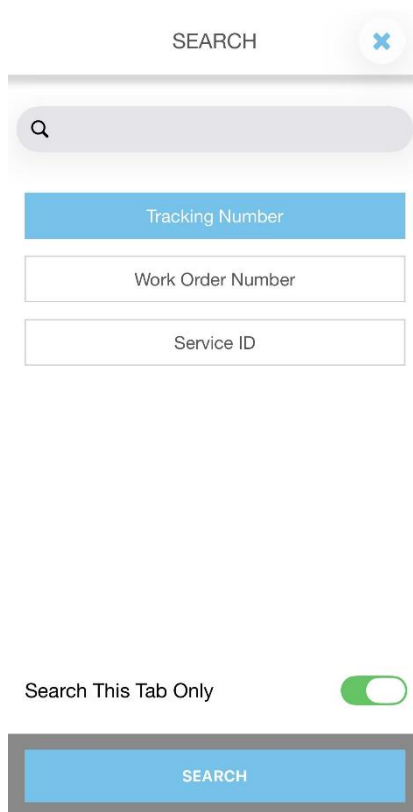 SEARCH
Tracking Number
Work Order Number
Service ID
Search This Tab Only
SEARCH